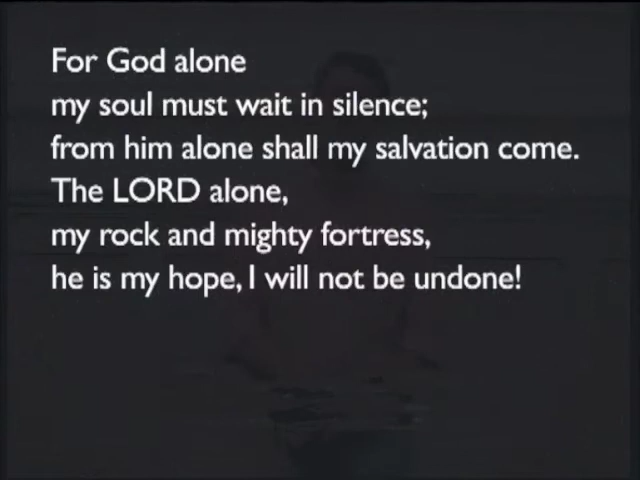 For God alone
my soul must wait in silence;
from him alone shall my salvation come.
The LORD alone,
my rock and mighty fortress,
he is my hope, I will not be undone!